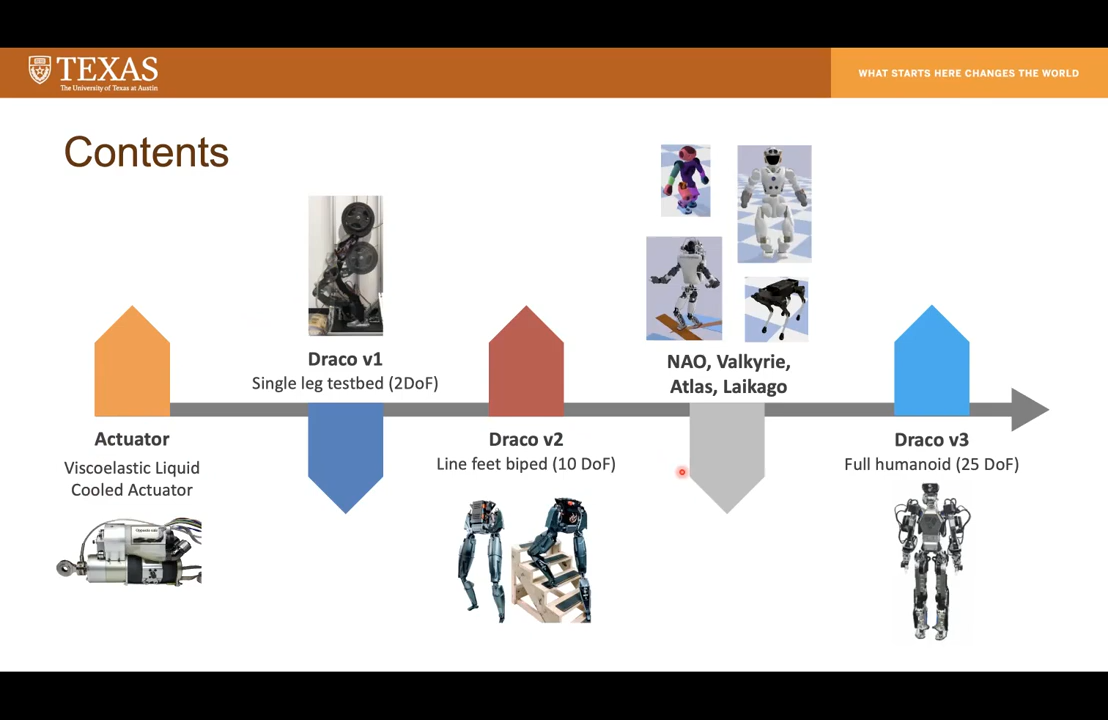 TEXAS
The University of Texas at Austin
WHAT STARTS HERE CHANGES THE WORLD
Contents
Draco v1
Single leg testbed (2DoF)
NAO, Valkyrie,
Atlas, Laikago
Actuator
Viscoelastic Liquid
Cooled Actuator
Draco v2
Line feet biped (10 DoF)
Draco v3
Full humanoid (25 DoF)